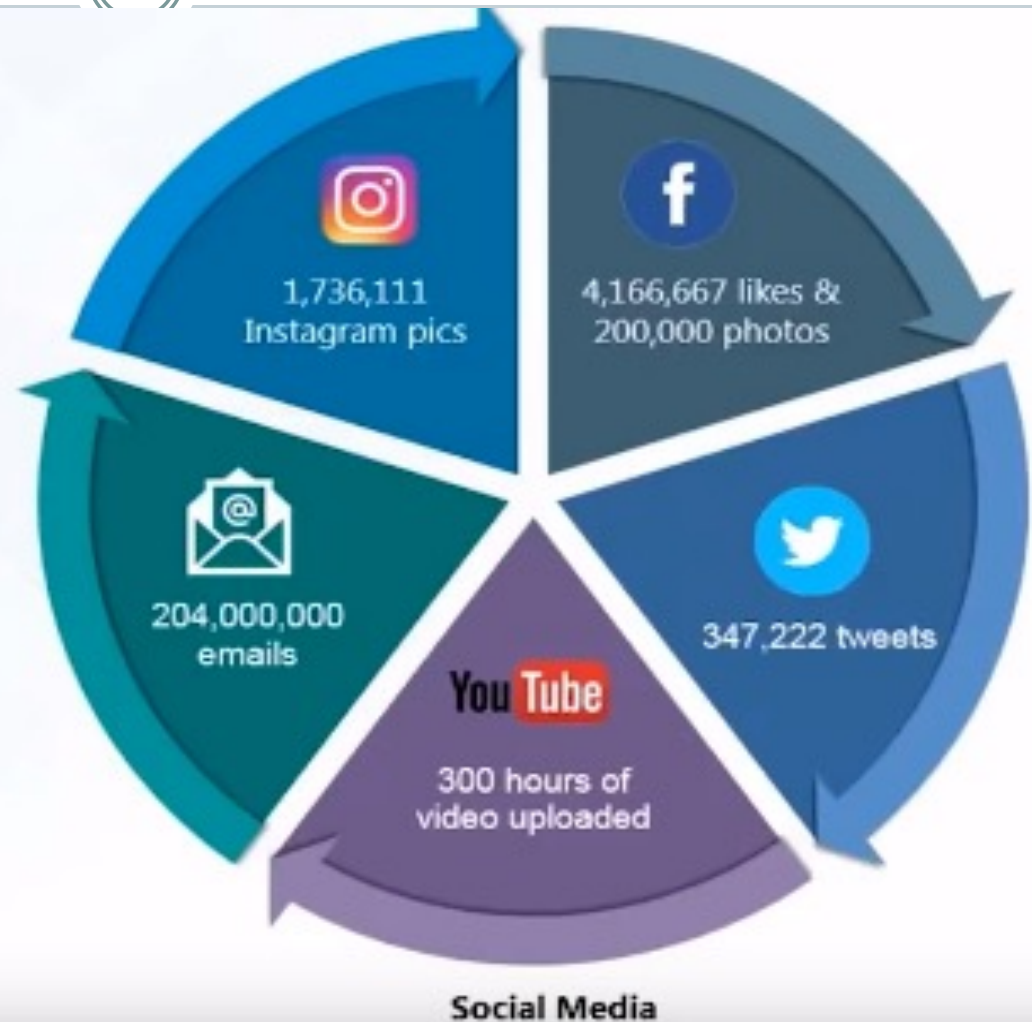 1,736,111
Instagram pics
f
4,166,667 likes &
200,000 photos
@
204,000,000
emails
347,222 tweets
YouTube
300 hours of
video uploaded
Social Media